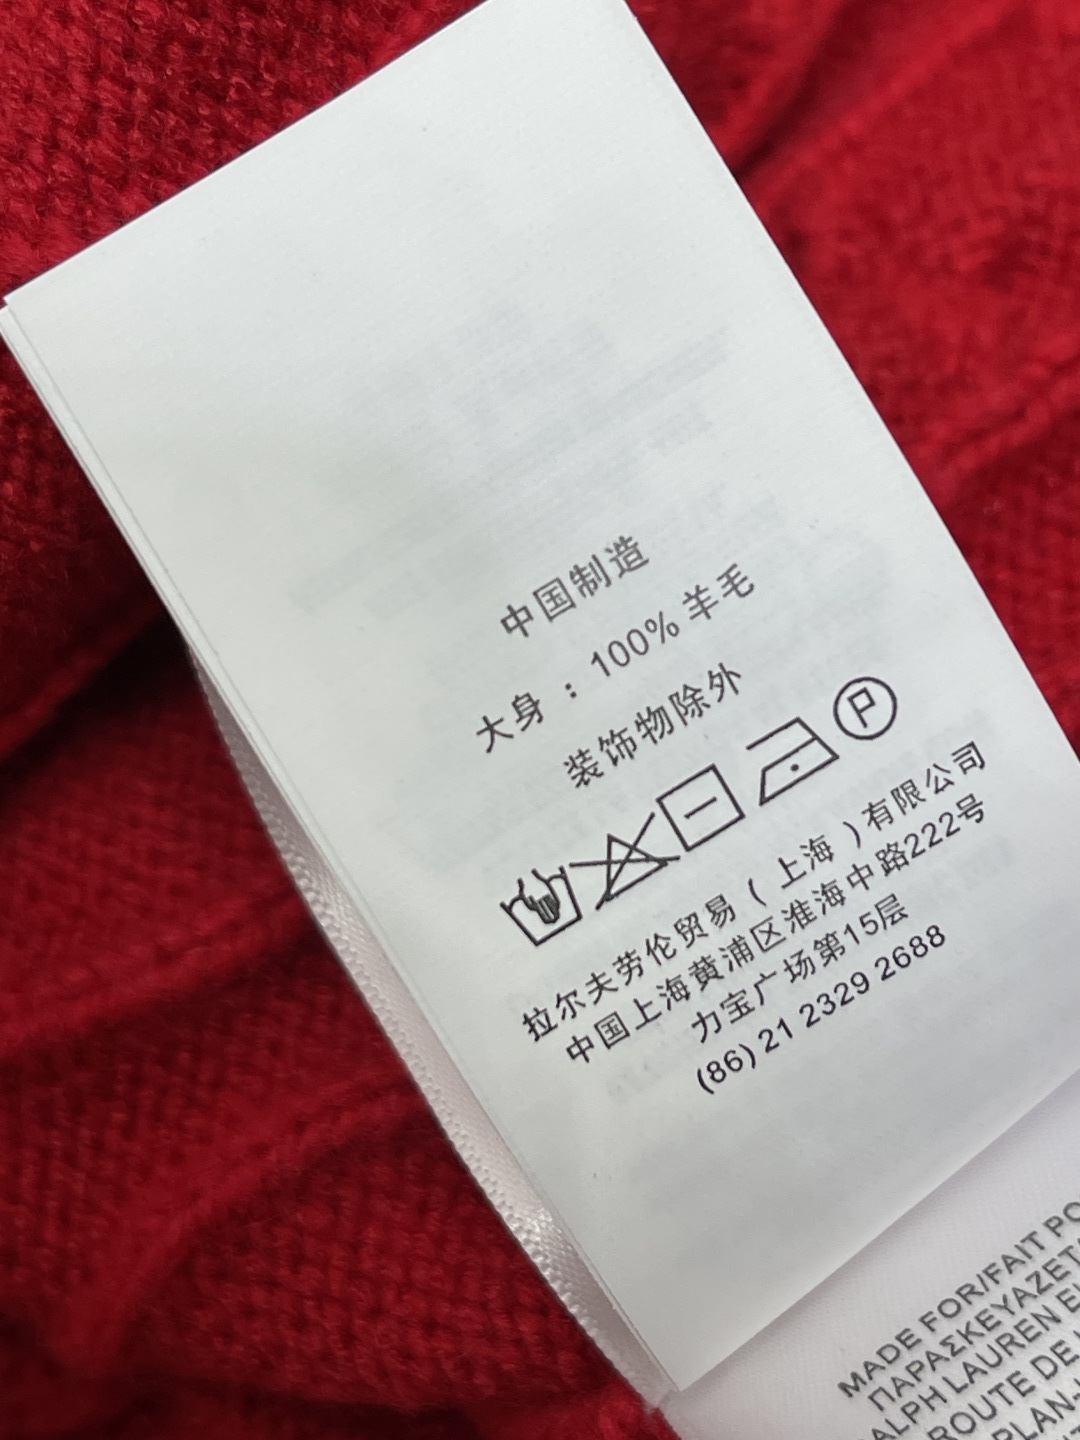 中国制造
大身：100% 羊毛
装饰物除外
P
拉尔夫劳伦贸易（上海）有限公司
中国上海黄浦区淮海中路222号
力宝广场第15层
(86) 21 2329 2688
MADE FOR/FAIT PO
ΠΑΡΑΣΚΕΥΑΖΕΤΑ
ALPH LAUREN E
ROUTE DE
PLAN-